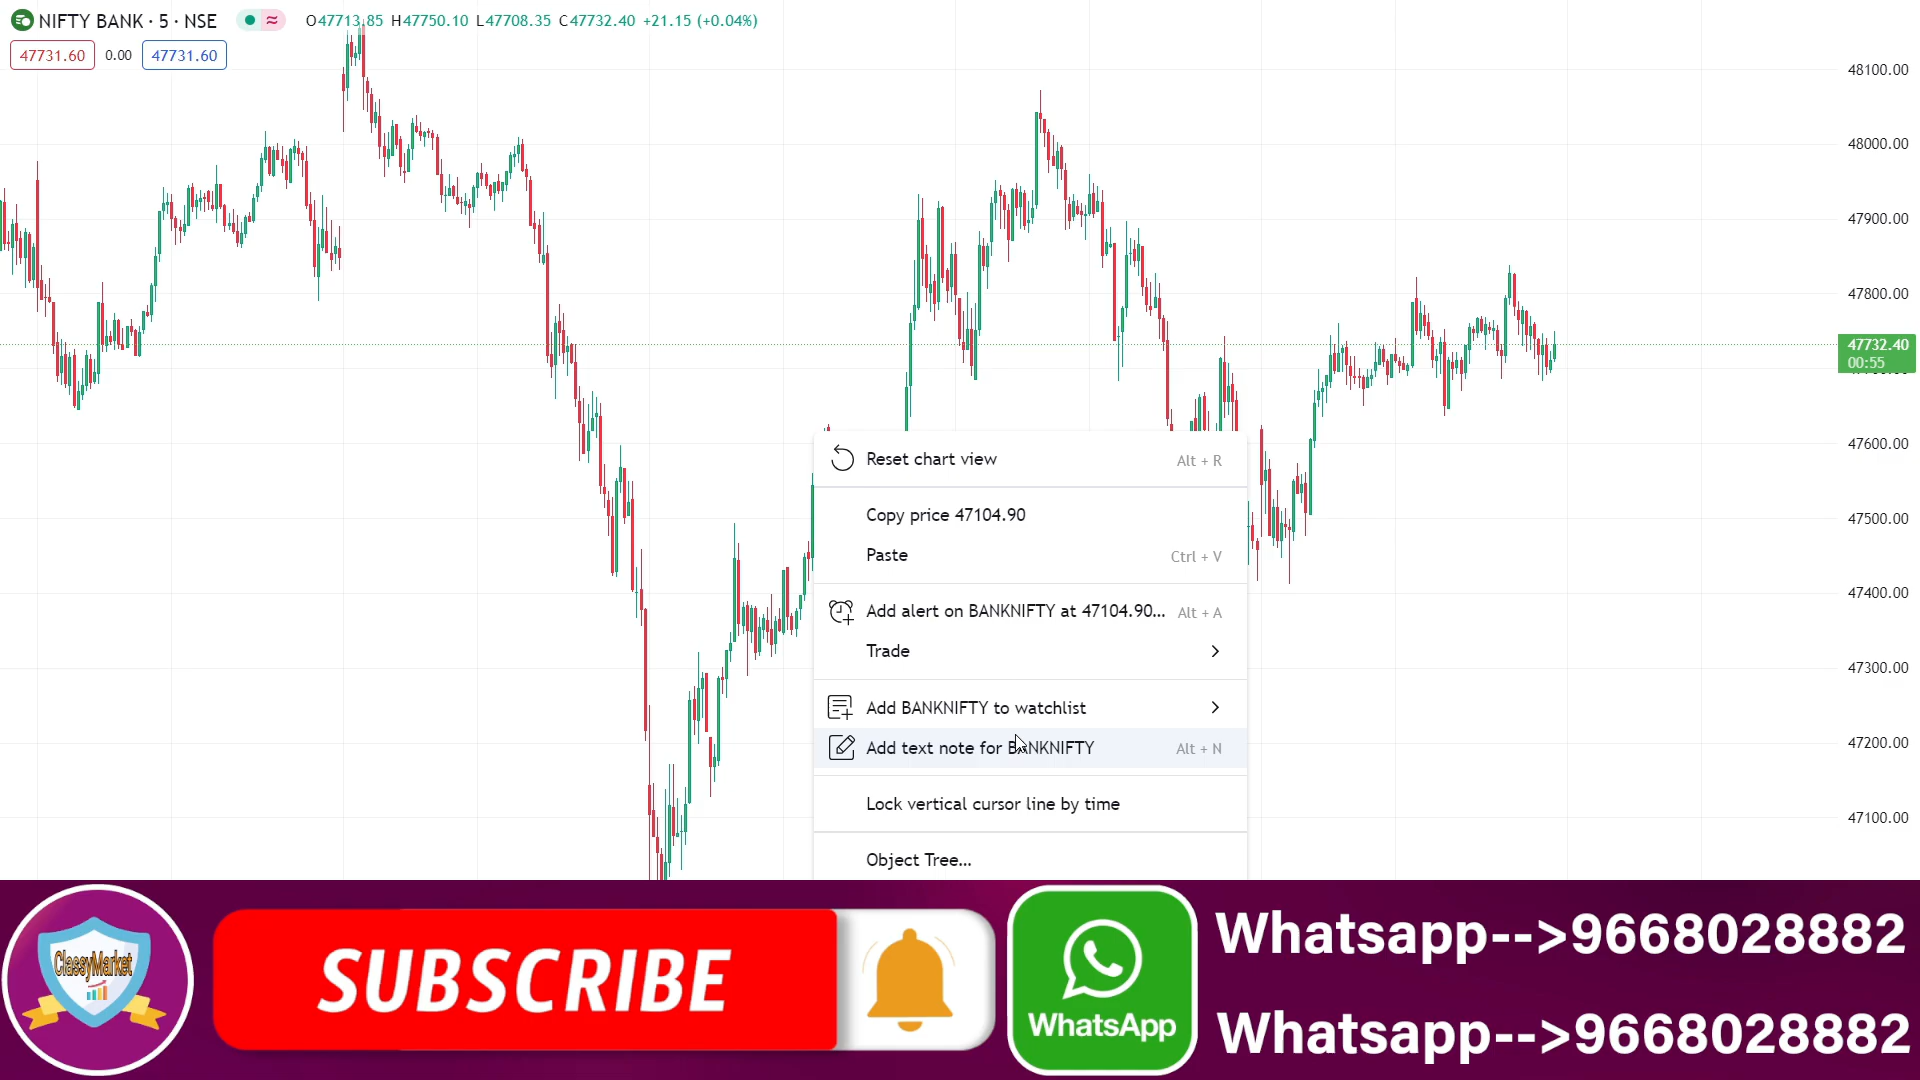 NIFTY BANK · 5 · NSE
O47713.85 H47750.10 L47708.35 C47732.40 +21.15 (+0.04%)
47731.60 0.00 47731.60
48100.00
48000.00
47900.00
47800.00
47732.40
00:55
47600.00
47500.00
47400.00
47300.00
47200.00
47100.00
Reset chart view Alt + R
Copy price 47104.90
Paste Ctrl + V
Add alert on BANKNIFTY at 47104.90... Alt + A
Trade
Add BANKNIFTY to watchlist
Add text note for BANKNIFTY Alt + N
Lock vertical cursor line by time
Object Tree...
ClassyMarket
SUBSCRIBE
WhatsApp
Whatsapp-->9668028882
Whatsapp-->9668028882